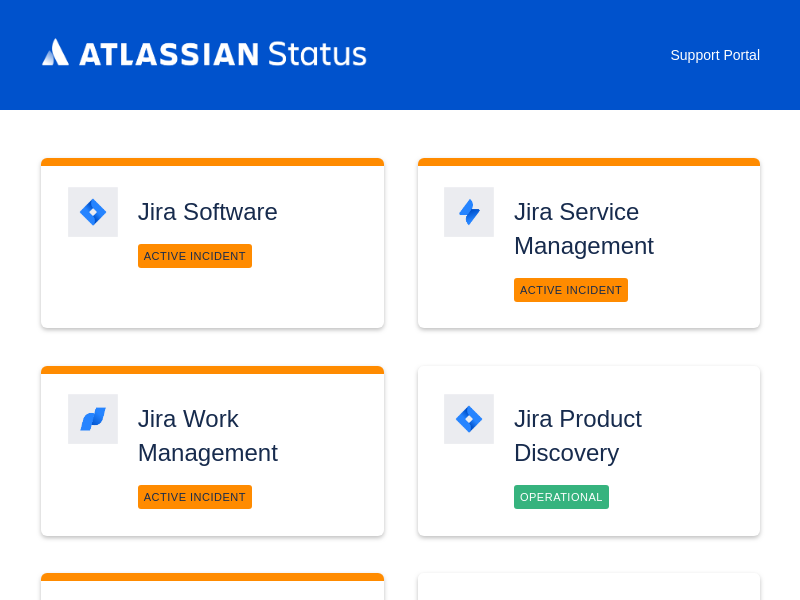 ATLASSIAN Status
Support Portal
Jira Software
ACTIVE INCIDENT
Jira Service
Management
ACTIVE INCIDENT
Jira Work
Management
ACTIVE INCIDENT
Jira Product
Discovery
OPERATIONAL